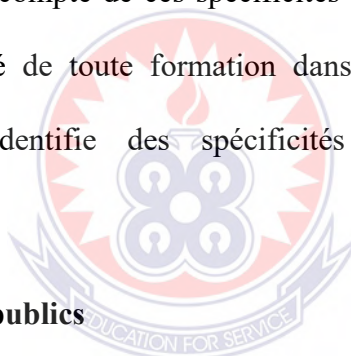 compte de ces spécificités
é de toute formation dans
dentifie des spécificités
publics
EDUCATION FOR SERVICE